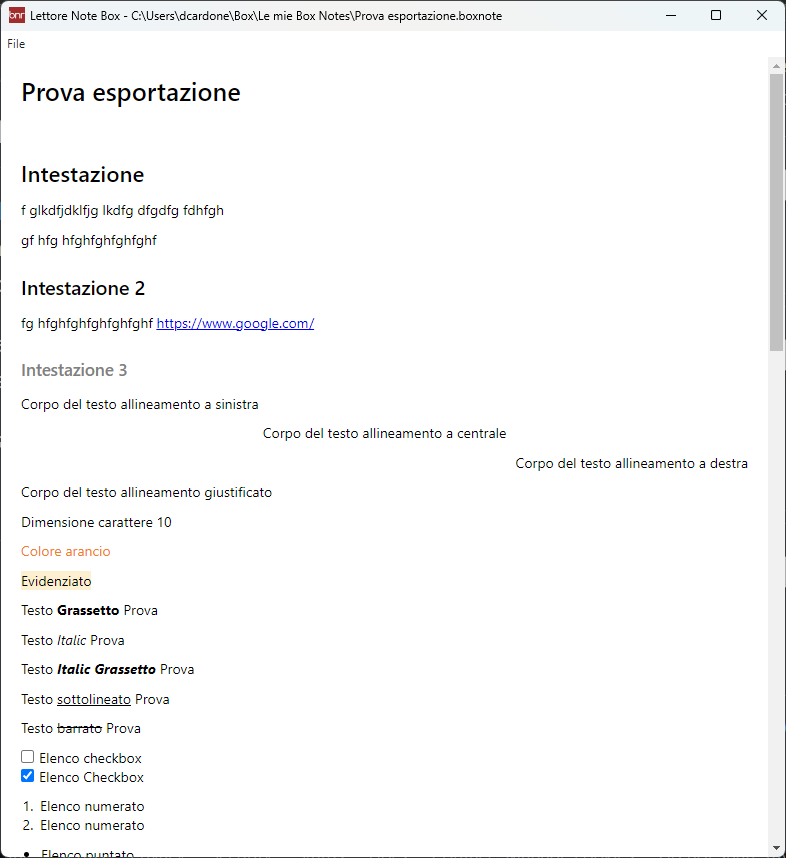 bnr Lettore Note Box - C:\Users\dcardone\Box\Le mie Box Notes\Prova esportazione.boxnote
File
Prova esportazione
Intestazione
f glkdfjdklfjg lkdfg dfgdfg fdhfgh
gf hfg hfghfghfghfghf
Intestazione 2
fg hfghfghfghfghfghf https://www.google.com/
Intestazione 3
Corpo del testo allineamento a sinistra
Corpo del testo allineamento a centrale
Corpo del testo allineamento a destra
Corpo del testo allineamento giustificato
Dimensione carattere 10
Colore arancio
Evidenziato
Testo Grassetto Prova
Testo Italic Prova
Testo Italic Grassetto Prova
Testo sottolineato Prova
Testo barrato Prova
Elenco checkbox
Elenco Checkbox
1. Elenco numerato
2. Elenco numerato
• Elenco puntato